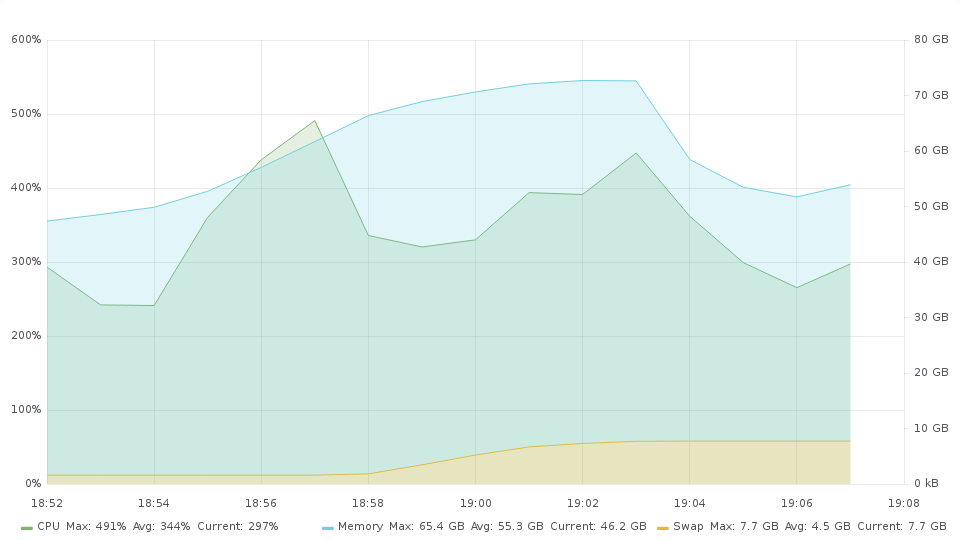 600% 80 GB
70 GB
500%
60 GB
400%
50 GB
300% 40 GB
30 GB
200%
20 GB
100%
10 GB
0% 0 kB
18:52 18:54 18:56 18:58 19:00 19:02 19:04 19:06 19:08
CPU Max: 491% Avg: 344% Current: 297% Memory Max: 65.4 GB Avg: 55.3 GB Current: 46.2 GB Swap Max: 7.7 GB Avg: 4.5 GB Current: 7.7 GB